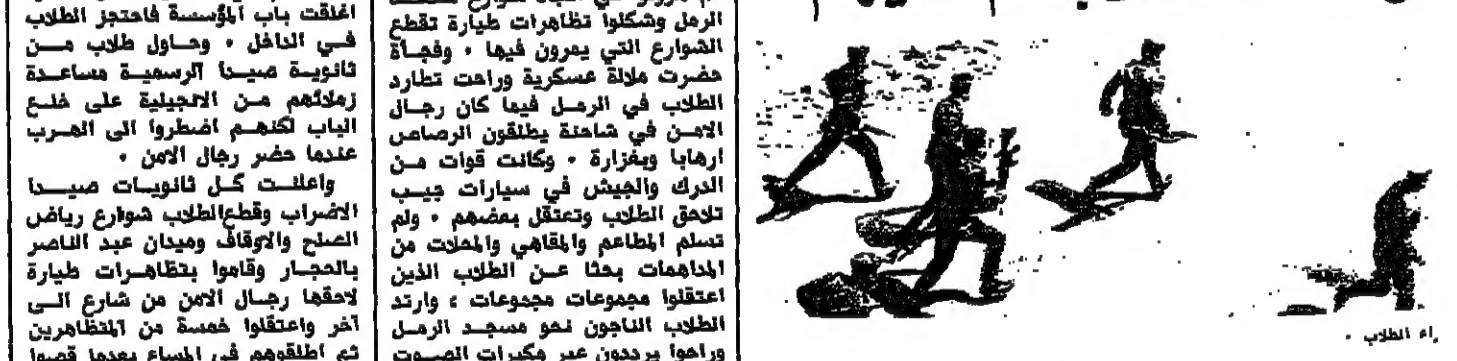 الرمل وشكلوا تظاهرات طيارة تقطع
الشوارع التي يمرون فيها • وفجأة
حضرت ملالة عسكرية وراحت تطارد
الطلاب في الرمل فيما كان رجال
الامن في شاحنة يطلقون الرصاص
ارهابا وبغزارة • وكانت قوات من
الدرك والجيش في سيارات جيب
تلاحق الطلاب وتعتقل بعضهم • ولم
تسلم المطاعم والمقاهي والمحلات من
المداهمات بحثا عن الطلاب الذين
اعتقلوا مجموعات مجموعات ، وارتد
الطلاب الناجون نحو مسجد الرمل
وراحوا يرددون عبر مكبرات الصوت
اغلقت باب المؤسسة فاحتجز الطلاب
في الداخل • وحاول طلاب من
ثانوية صيدا الرسمية مساعدة
زملائهم من الانجيلية على خلع
الباب لكنهم اضطروا الى الهرب
عندما حضر رجال الامن •
واعلنت كل ثانويات صيدا
الاضراب وقطع الطلاب شوارع رياض
الصلح والاوقاف وميدان عبد الناصر
بالحجار وقاموا بتظاهرات طيارة
لاحقها رجال الامن من شارع الى
آخر واعتقلوا خمسة من المتظاهرين
ثم اطلقوهم في المساء بعدما قصوا
الطلاب •